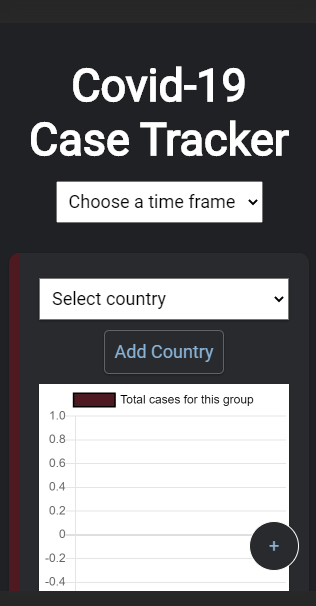 Covid-19
Case Tracker
Choose a time frame
Select country
Add Country
Total cases for this group
1.0
0.8
0.6
0.4
0.2
0
+
-0.2
-0.4